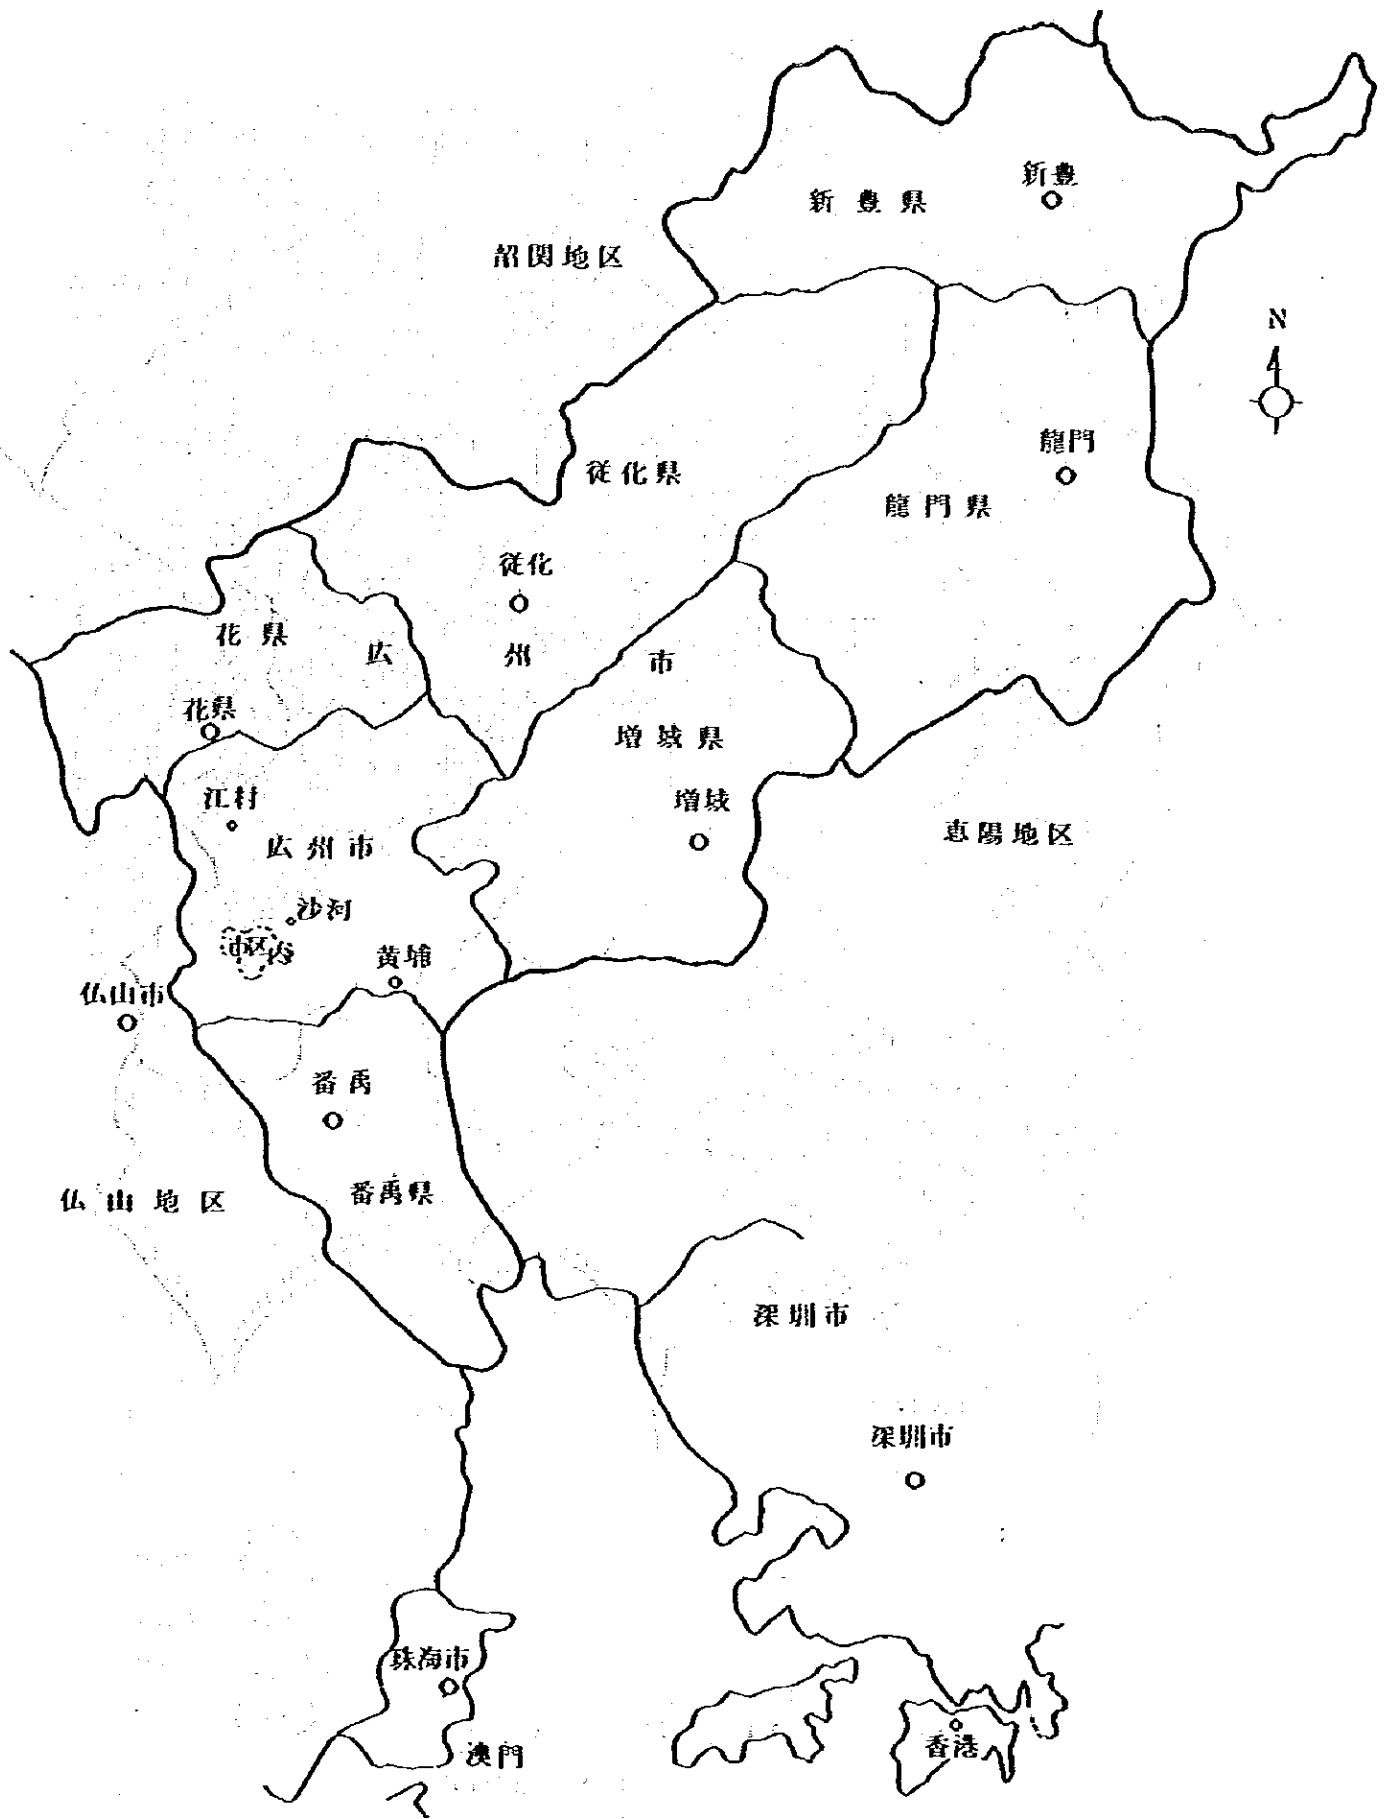 新豊
新豊県
韶関地区
N
龍門
従化県
龍門県
従化
花県
広州市
花県
増城県
江村
増城
恵陽地区
広州市
沙河
市区内
黄埔
仏山市
番禹
番禹県
仏山地区
深圳市
深圳市
珠海市
香港
澳門